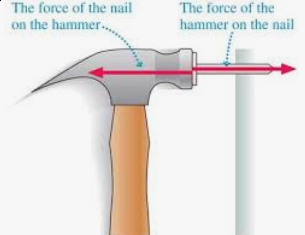 The force of the nail
on the hammer.
The force of the
hammer on the nail